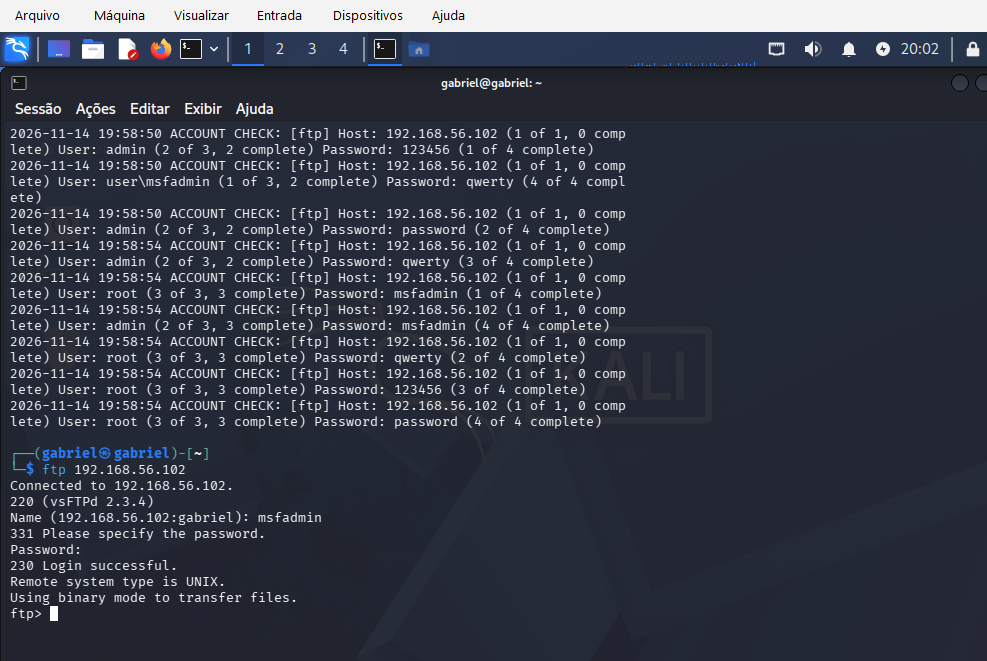 Arquivo Máquina Visualizar Entrada Dispositivos Ajuda
1 2 3 4 20:02
gabriel@gabriel: ~
Sessão Ações Editar Exibir Ajuda
2026-11-14 19:58:50 ACCOUNT CHECK: [ftp] Host: 192.168.56.102 (1 of 1, 0 comp
lete) User: admin (2 of 3, 2 complete) Password: 123456 (1 of 4 complete)
2026-11-14 19:58:50 ACCOUNT CHECK: [ftp] Host: 192.168.56.102 (1 of 1, 0 comp
lete) User: user\msfadmin (1 of 3, 2 complete) Password: qwerty (4 of 4 compl
ete)
2026-11-14 19:58:50 ACCOUNT CHECK: [ftp] Host: 192.168.56.102 (1 of 1, 0 comp
lete) User: admin (2 of 3, 2 complete) Password: password (2 of 4 complete)
2026-11-14 19:58:54 ACCOUNT CHECK: [ftp] Host: 192.168.56.102 (1 of 1, 0 comp
lete) User: admin (2 of 3, 2 complete) Password: qwerty (3 of 4 complete)
2026-11-14 19:58:54 ACCOUNT CHECK: [ftp] Host: 192.168.56.102 (1 of 1, 0 comp
lete) User: root (3 of 3, 3 complete) Password: msfadmin (1 of 4 complete)
2026-11-14 19:58:54 ACCOUNT CHECK: [ftp] Host: 192.168.56.102 (1 of 1, 0 comp
lete) User: admin (2 of 3, 3 complete) Password: msfadmin (4 of 4 complete)
2026-11-14 19:58:54 ACCOUNT CHECK: [ftp] Host: 192.168.56.102 (1 of 1, 0 comp
lete) User: root (3 of 3, 3 complete) Password: qwerty (2 of 4 complete)
2026-11-14 19:58:54 ACCOUNT CHECK: [ftp] Host: 192.168.56.102 (1 of 1, 0 comp
lete) User: root (3 of 3, 3 complete) Password: 123456 (3 of 4 complete)
2026-11-14 19:58:54 ACCOUNT CHECK: [ftp] Host: 192.168.56.102 (1 of 1, 0 comp
lete) User: root (3 of 3, 3 complete) Password: password (4 of 4 complete)
KALI
┌──(gabriel㉿gabriel)-[~]
└─$ ftp 192.168.56.102
Connected to 192.168.56.102.
220 (vsFTPd 2.3.4)
Name (192.168.56.102:gabriel): msfadmin
331 Please specify the password.
Password:
230 Login successful.
Remote system type is UNIX.
Using binary mode to transfer files.
ftp>